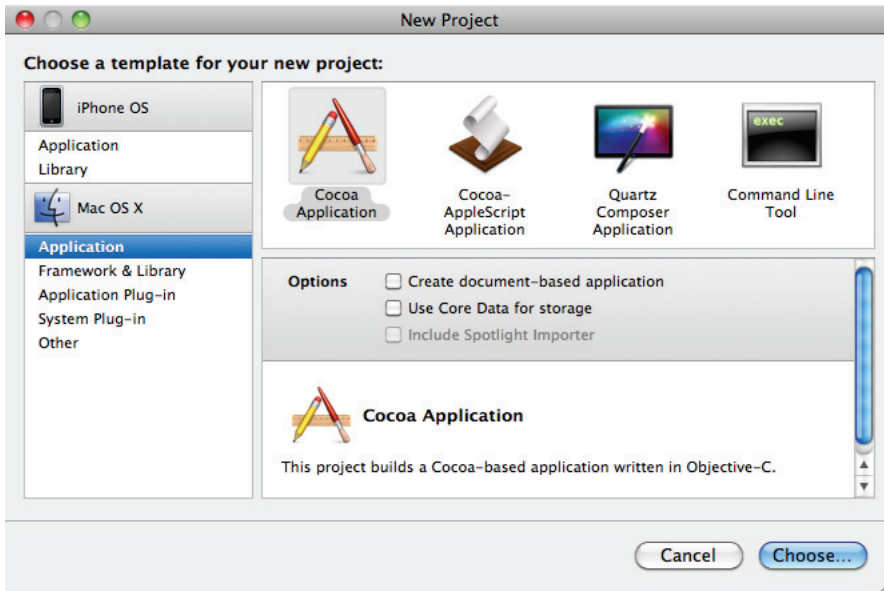 New Project
Choose a template for your new project:
iPhone OS
Application
Library
Mac OS X
Application
Framework & Library
Application Plug-in
System Plug-in
Other
exec
Cocoa
Application
Cocoa-
AppleScript
Application
Quartz
Composer
Application
Command Line
Tool
Options
Create document-based application
Use Core Data for storage
Include Spotlight Importer
Cocoa Application
This project builds a Cocoa-based application written in Objective-C.
Cancel
Choose...